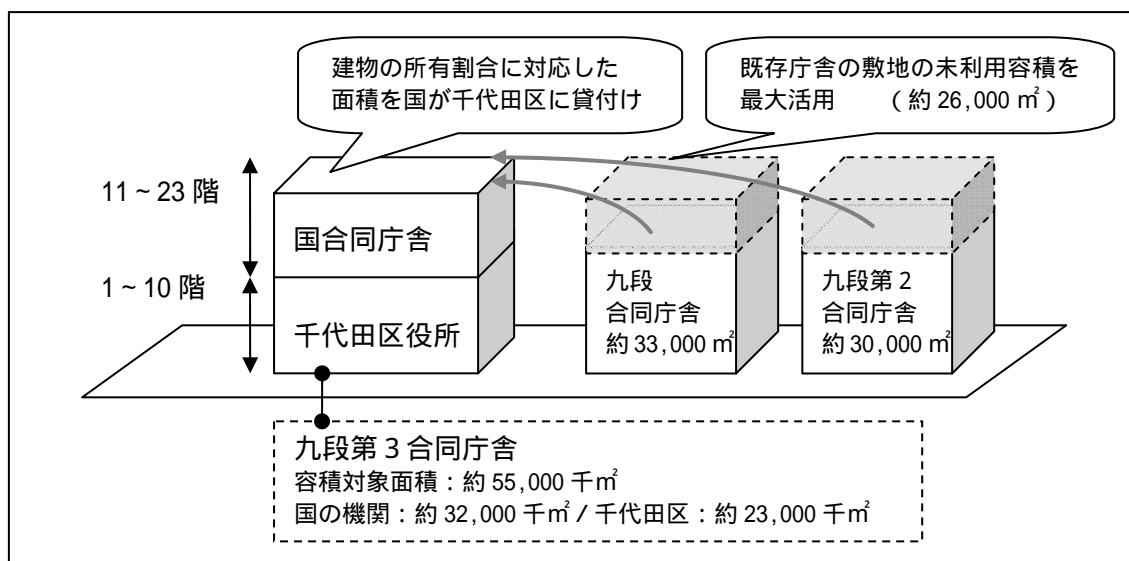 建物の所有割合に対応した
面積を国が千代田区に貸付け
既存庁舎の敷地の未利用容積を
最大活用 （約 26,000 ㎡）
11 ~ 23 階
国合同庁舎
1 ~ 10 階
千代田区役所
九段
合同庁舎
約 33,000 ㎡
九段第 2
合同庁舎
約 30,000 ㎡
九段第 3 合同庁舎
容積対象面積：約 55,000 千㎡
国の機関：約 32,000 千㎡ / 千代田区：約 23,000 千㎡